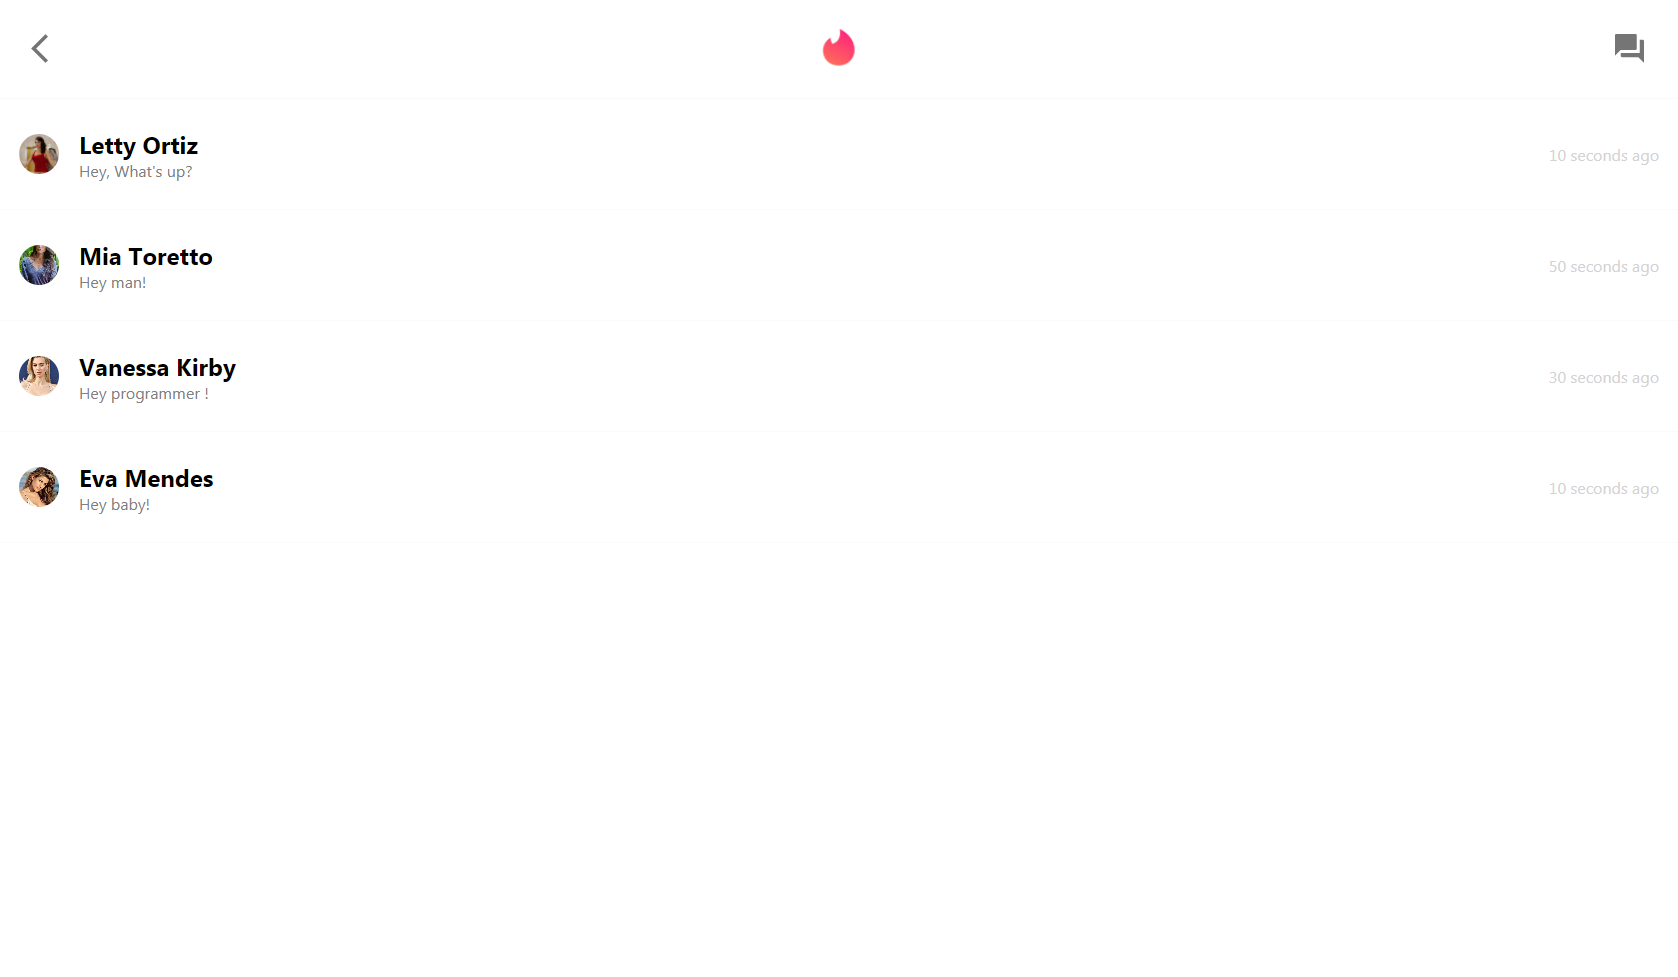 Letty Ortiz
Hey, What's up?
10 seconds ago
Mia Toretto
Hey man!
50 seconds ago
Vanessa Kirby
Hey programmer !
30 seconds ago
Eva Mendes
Hey baby!
10 seconds ago